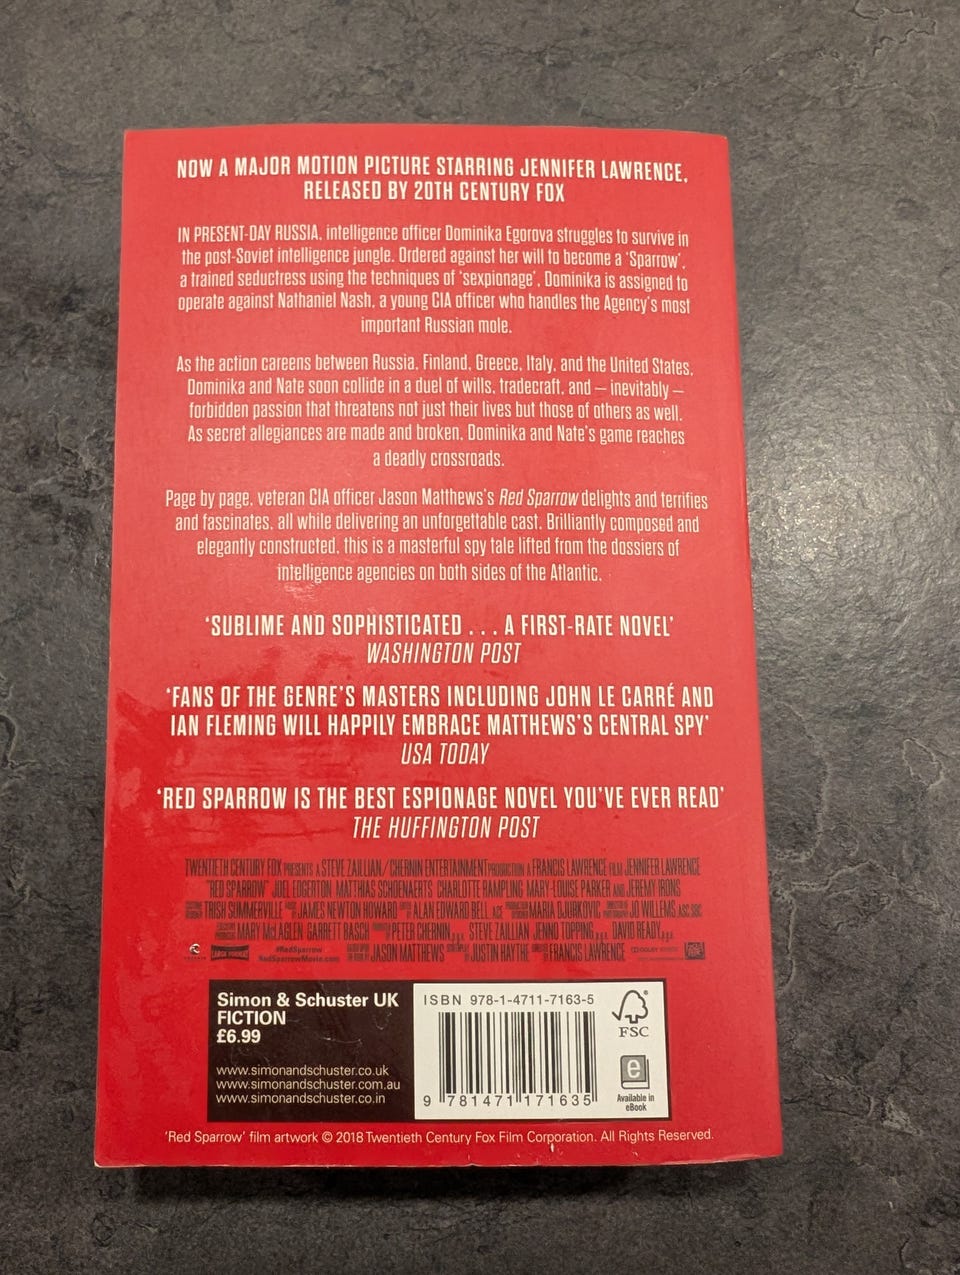 NOW A MAJOR MOTION PICTURE STARRING JENNIFER LAWRENCE,
RELEASED BY 20TH CENTURY FOX
IN PRESENT-DAY RUSSIA, intelligence officer Dominika Egorova struggles to survive in
the post-Soviet intelligence jungle. Ordered against her will to become a 'Sparrow',
a trained seductress using the techniques of 'sexpionage', Dominika is assigned to
operate against Nathaniel Nash, a young CIA officer who handles the Agency's most
important Russian mole.
As the action careens between Russia, Finland, Greece, Italy, and the United States,
Dominika and Nate soon collide in a duel of wills, tradecraft, and – inevitably –
forbidden passion that threatens not just their lives but those of others as well.
As secret allegiances are made and broken, Dominika and Nate's game reaches
a deadly crossroads.
Page by page, veteran CIA officer Jason Matthews's Red Sparrow delights and terrifies
and fascinates, all while delivering an unforgettable cast. Brilliantly composed and
elegantly constructed, this is a masterful spy tale lifted from the dossiers of
intelligence agencies on both sides of the Atlantic.
'SUBLIME AND SOPHISTICATED . . . A FIRST-RATE NOVEL'
WASHINGTON POST
'FANS OF THE GENRE'S MASTERS INCLUDING JOHN LE CARRÉ AND
IAN FLEMING WILL HAPPILY EMBRACE MATTHEWS'S CENTRAL SPY'
USA TODAY
'RED SPARROW IS THE BEST ESPIONAGE NOVEL YOU'VE EVER READ'
THE HUFFINGTON POST
TWENTIETH CENTURY FOX PRESENTS A STEVE ZAILLIAN/CHERNIN ENTERTAINMENT PRODUCTION A FRANCIS LAWRENCE FILM JENNIFER LAWRENCE
"RED SPARROW" JOEL EDGERTON MATTHIAS SCHOENAERTS CHARLOTTE RAMPLING MARY-LOUISE PARKER AND JEREMY IRONS
TRISH SUMMERVILLE JAMES NEWTON HOWARD ALAN EDWARD BELL, ACE MARIA DJURKOVIC JO WILLEMS, ASC, SBC
MARY McLAGLEN GARRETT BASCH PETER CHERNIN, STEVE ZAILLIAN JENNO TOPPING, DAVID READY,
LARGE FORMAT #RedSparrow RedSparrowMovie.com JASON MATTHEWS JUSTIN HAYTHE FRANCIS LAWRENCE DOLBY FOX
Simon & Schuster UK
FICTION
£6.99
www.simonandschuster.co.uk
www.simonandschuster.com.au
www.simonandschuster.co.in
ISBN 978-1-4711-7163-5
9 781471 171635
FSC
e
Available in
eBook
'Red Sparrow' film artwork © 2018 Twentieth Century Fox Film Corporation. All Rights Reserved.